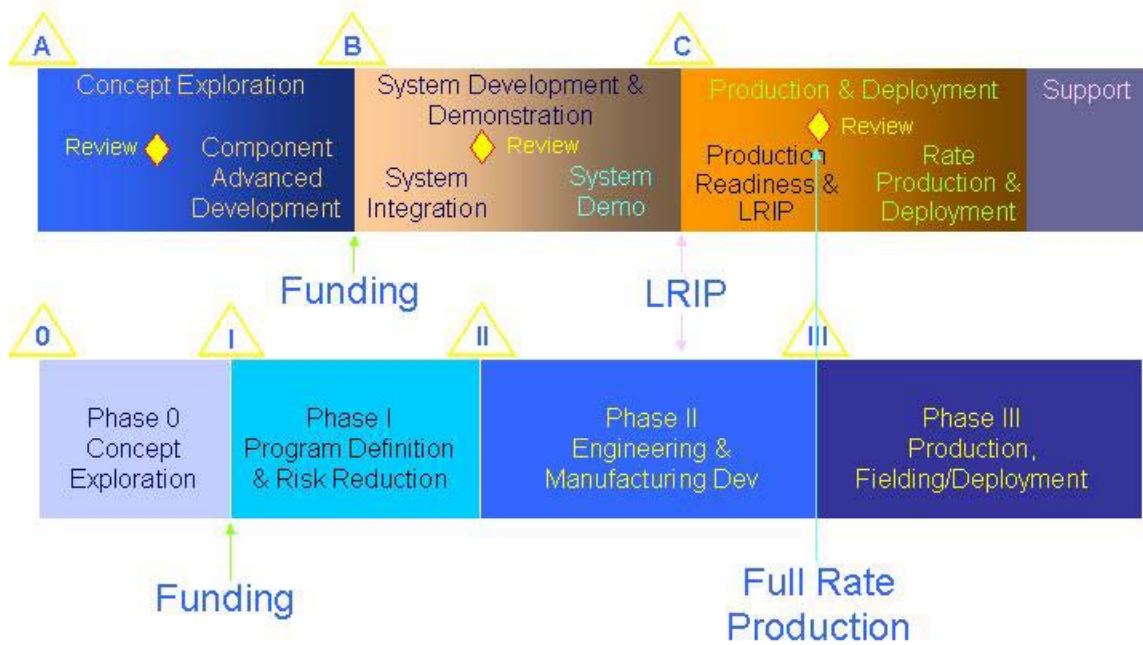 A
B
C
Concept Exploration
System Development &
Demonstration
Production & Deployment
Support
Review
Component
Advanced
Development
Review
System
Integration
System
Demo
Review
Production
Readiness &
LRIP
Rate
Production &
Deployment
Funding
LRIP
0
I
II
III
Phase 0
Concept
Exploration
Phase I
Program Definition
& Risk Reduction
Phase II
Engineering &
Manufacturing Dev
Phase III
Production,
Fielding/Deployment
Funding
Full Rate
Production